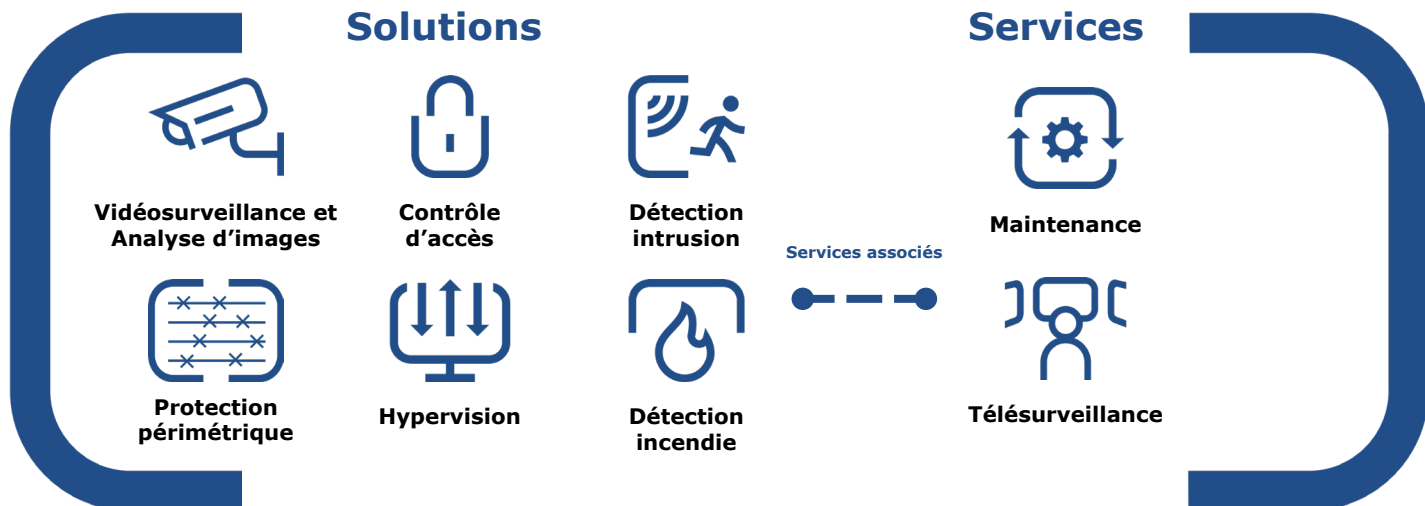 Solutions
Services
Vidéosurveillance et
Analyse d’images
Contrôle
d’accès
Détection
intrusion
Services associés
Maintenance
Protection
périmétrique
Hypervision
Détection
incendie
Télésurveillance